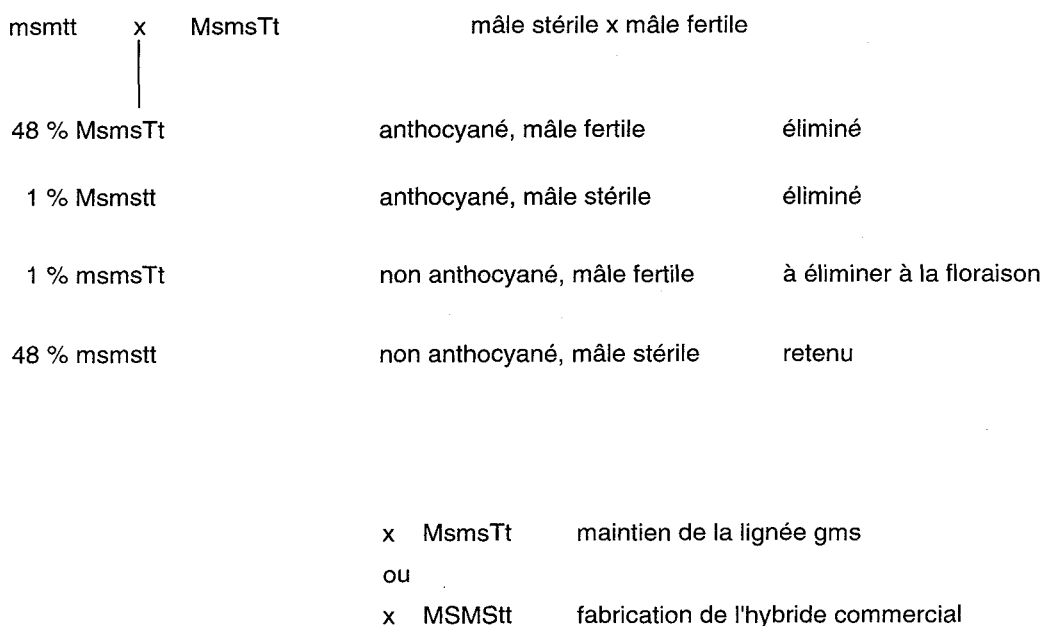 msmtt x MsmsTt mâle stérile x mâle fertile
48 % MsmsTt anthocyané, mâle fertile éliminé
1 % Msmstt anthocyané, mâle stérile éliminé
1 % msmsTt non anthocyané, mâle fertile à éliminer à la floraison
48 % msmstt non anthocyané, mâle stérile retenu
x MsmsTt maintien de la lignée gms
ou
x MSMStt fabrication de l'hybride commercial